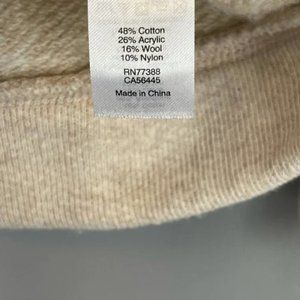 48% Cotton
26% Acrylic
16% Wool
10% Nylon
RN77388
CA56445
Made in China